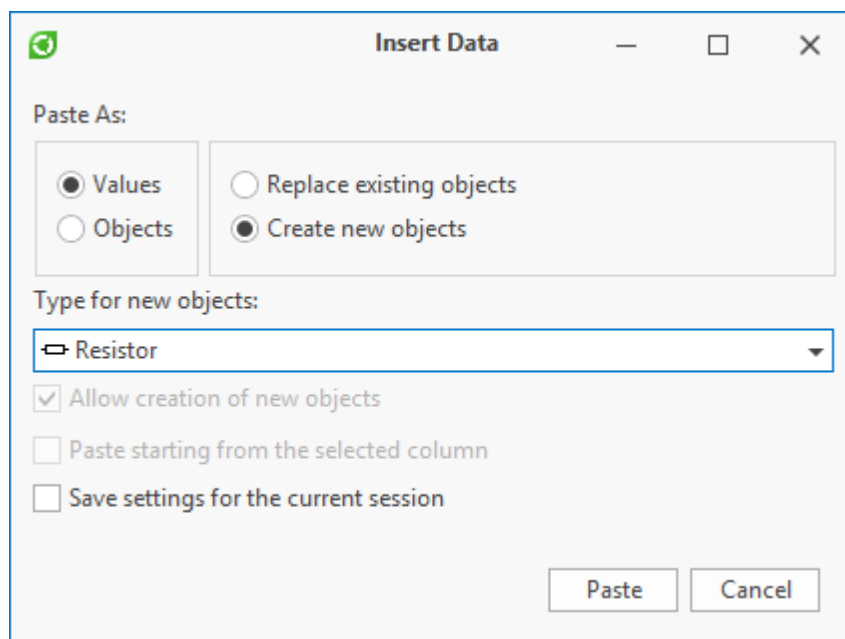 Insert Data
Paste As:
Values
Objects
Replace existing objects
Create new objects
Type for new objects:
Resistor
Allow creation of new objects
Paste starting from the selected column
Save settings for the current session
Paste Cancel